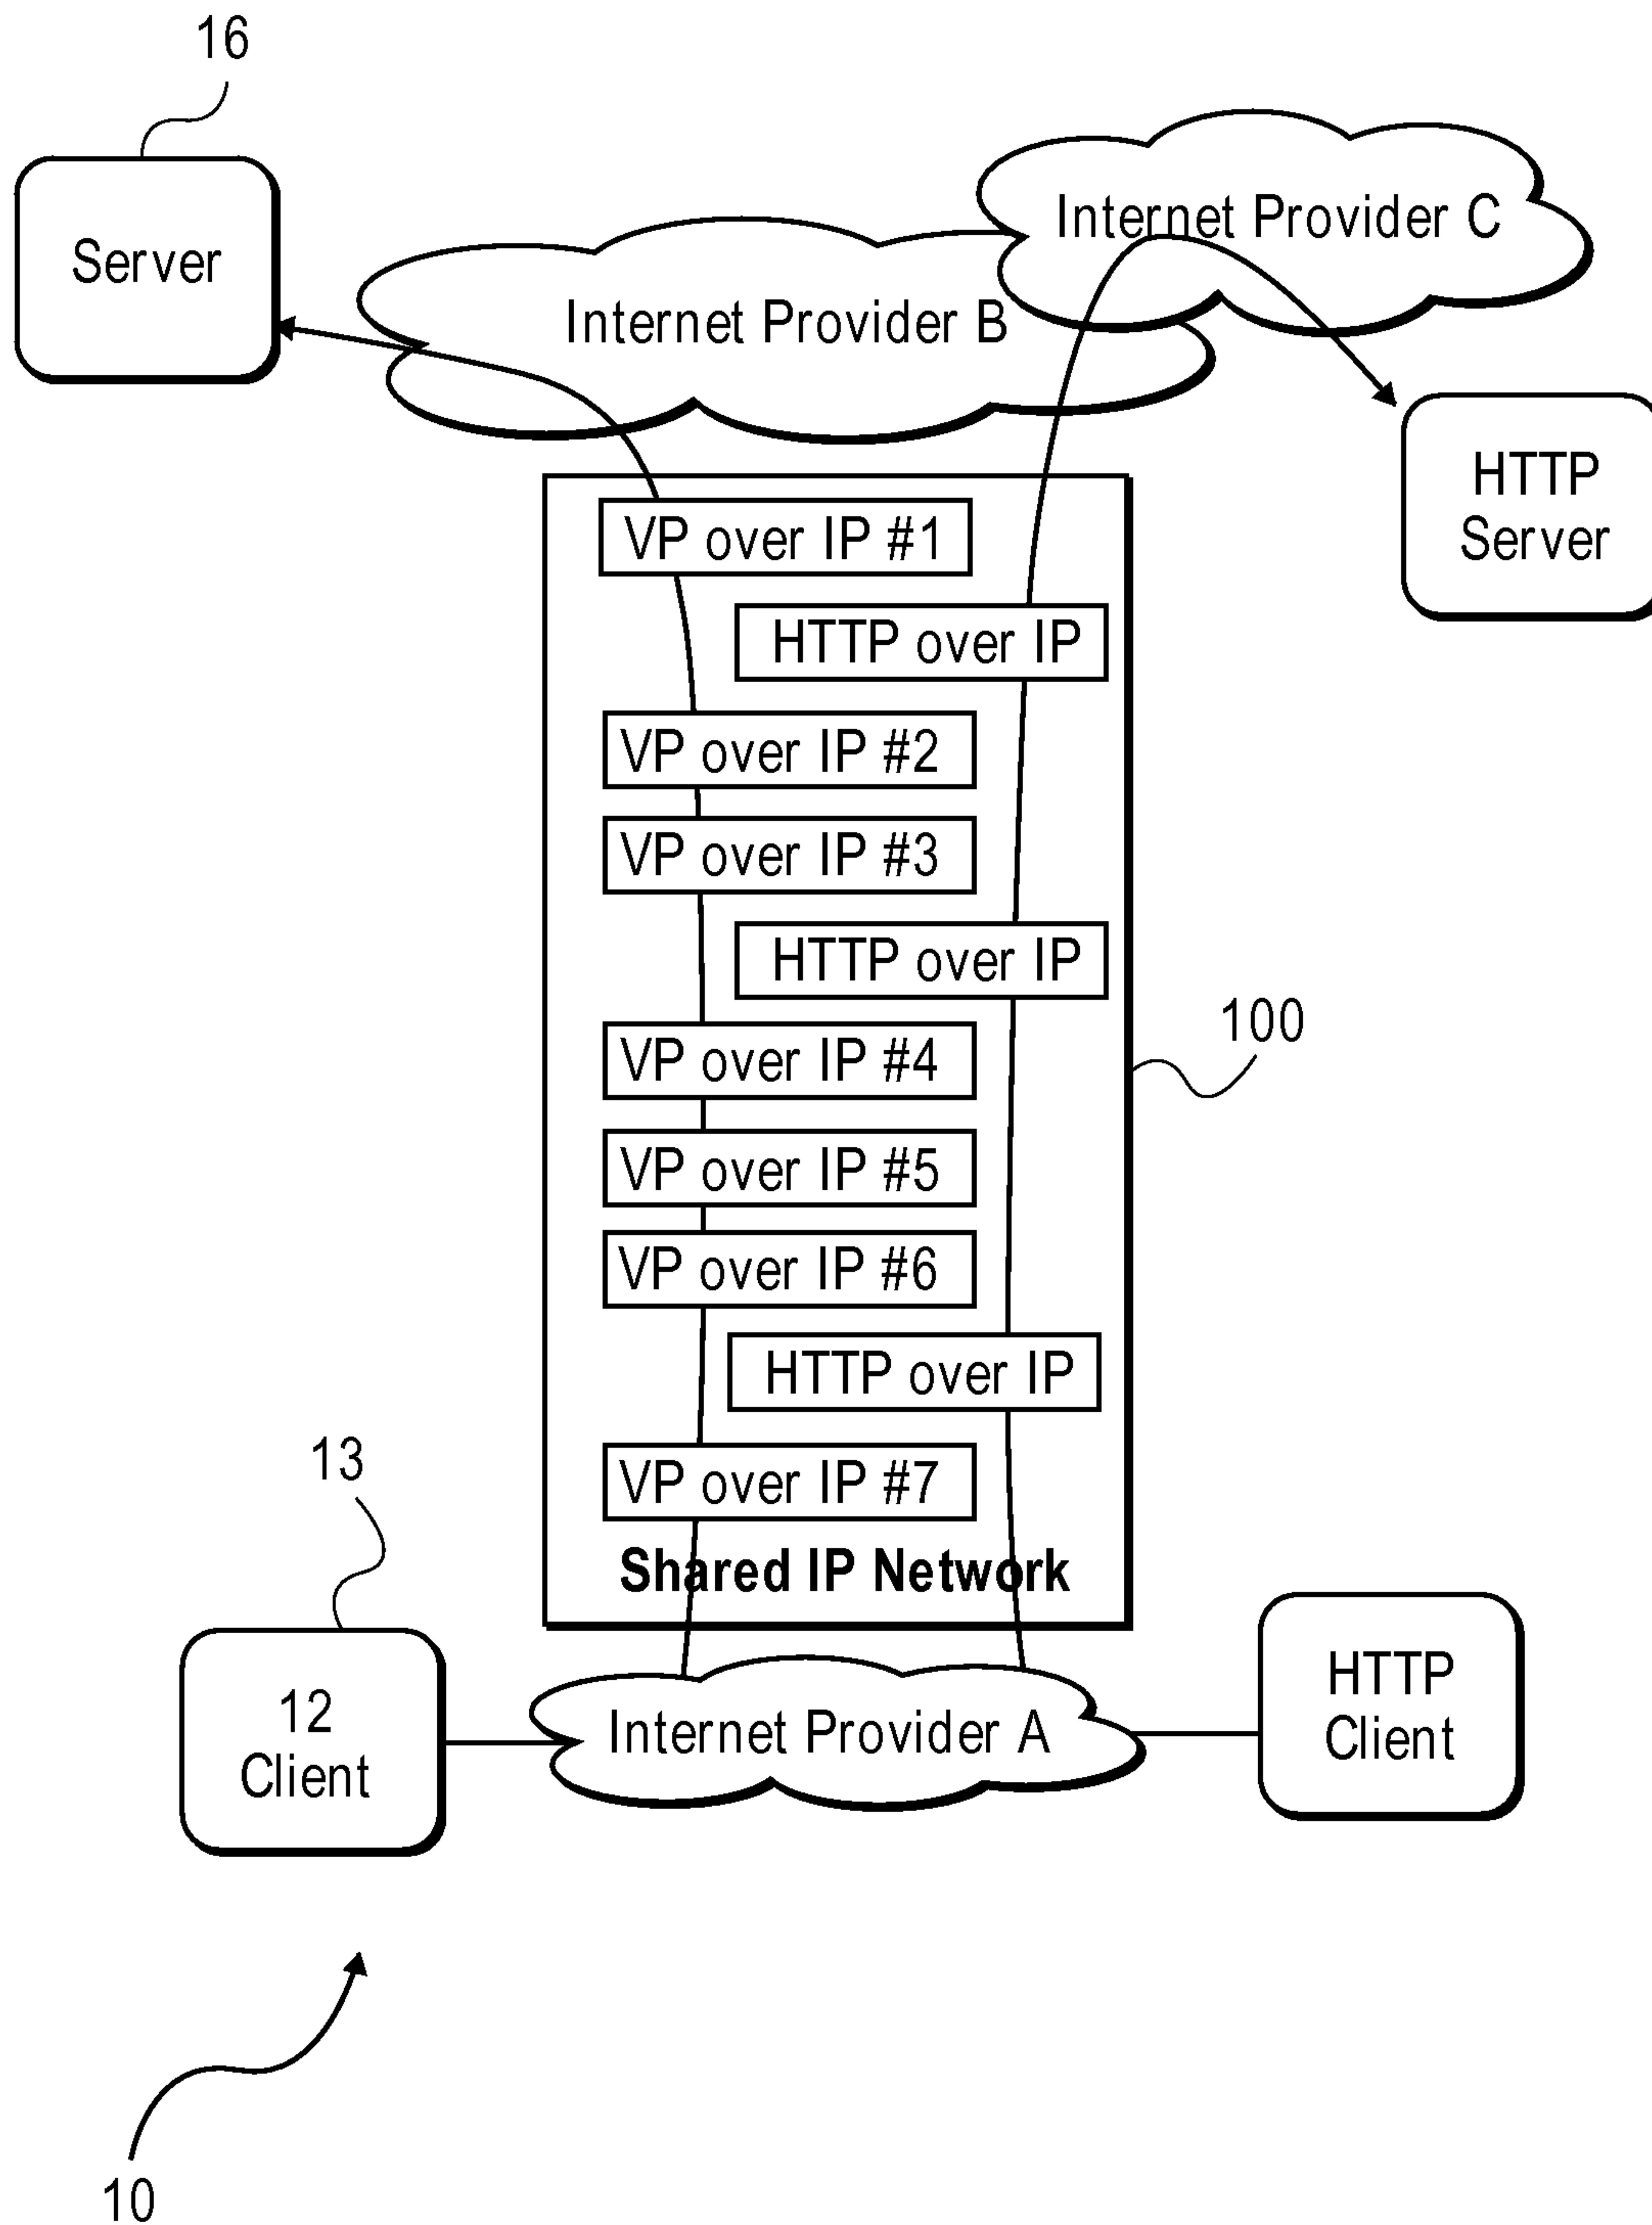 16
Server
Internet Provider C
Internet Provider B
HTTP
Server
VP over IP #1
HTTP over IP
VP over IP #2
VP over IP #3
HTTP over IP
100
VP over IP #4
VP over IP #5
VP over IP #6
HTTP over IP
13
VP over IP #7
Shared IP Network
12
Client
Internet Provider A
HTTP
Client
10